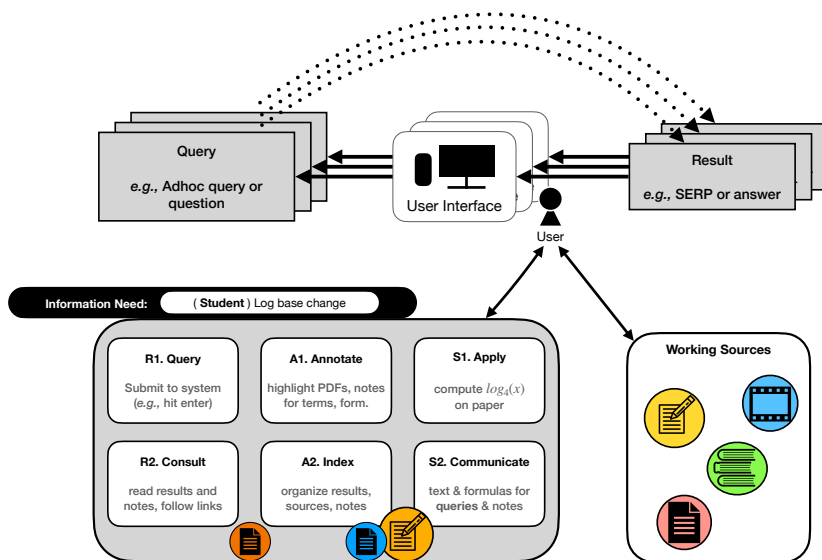 Query
e.g., Adhoc query or
question
User Interface
e
Result
e.g., SERP or answer
User
Information Need:
( Student ) Log base change
R1. Query
Submit to system
(e.g., hit enter)
A1. Annotate
highlight PDFs, notes
for terms, form.
S1. Apply
compute log₄(x)
on paper
R2. Consult
read results and
notes, follow links
A2. Index
organize results,
sources, notes
S2. Communicate
text & formulas for
queries & notes
Working Sources